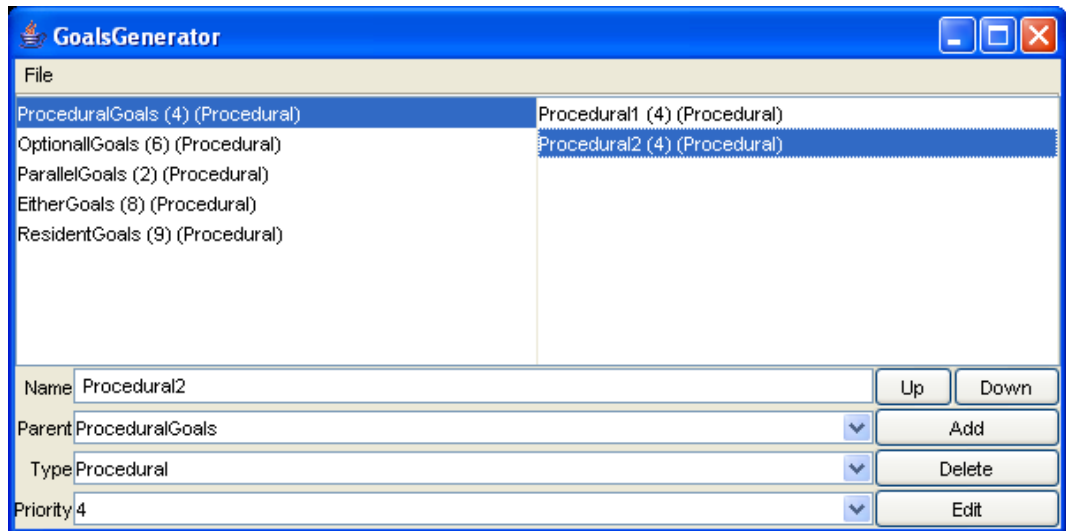 GoalsGenerator
File
ProceduralGoals (4) (Procedural)
OptionallGoals (6) (Procedural)
ParallelGoals (2) (Procedural)
EitherGoals (8) (Procedural)
ResidentGoals (9) (Procedural)
Procedural1 (4) (Procedural)
Procedural2 (4) (Procedural)
Name Procedural2 Up Down
Parent ProceduralGoals Add
Type Procedural Delete
Priority 4 Edit